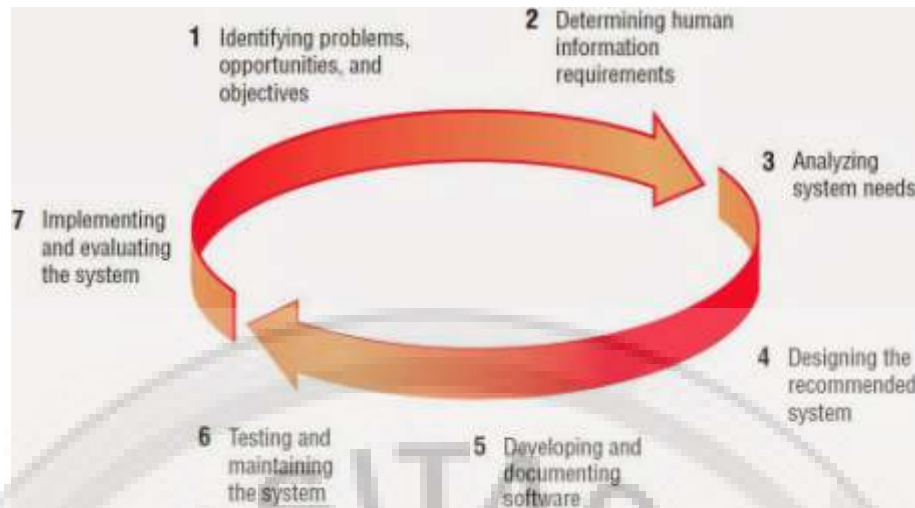 1 Identifying problems,
opportunities, and
objectives
2 Determining human
information
requirements
3 Analyzing
system needs
4 Designing the
recommended
system
5 Developing and
documenting
software
6 Testing and
maintaining
the system
7 Implementing
and evaluating
the system